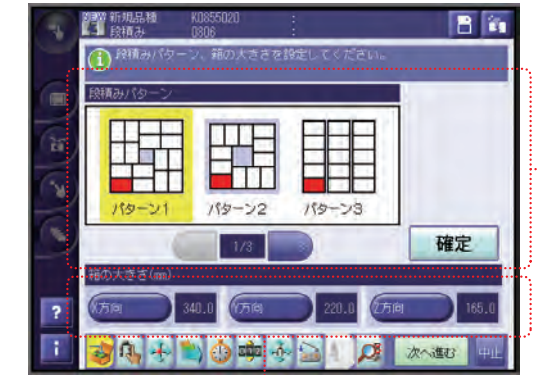 新規品種 K0855020 :
段積み 0806 :
段積みパターン、箱の大きさを設定してください。
段積みパターン
パターン1 パターン2 パターン3
1/3
確定
箱の大きさ(mm)
X方向 340.0 Y方向 220.0 Z方向 165.0
? 
i 次へ進む 中止